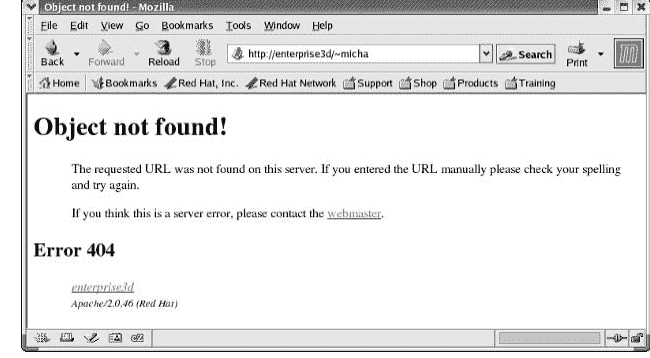 Object not found! - Mozilla
File Edit View Go Bookmarks Tools Window Help
Back Forward Reload Stop http://enterprise3d/~micha Search Print
Home Bookmarks Red Hat, Inc. Red Hat Network Support Shop Products Training
Object not found!
The requested URL was not found on this server. If you entered the URL manually please check your spelling
and try again.
If you think this is a server error, please contact the webmaster.
Error 404
enterprise3d
Apache/2.0.46 (Red Hat)